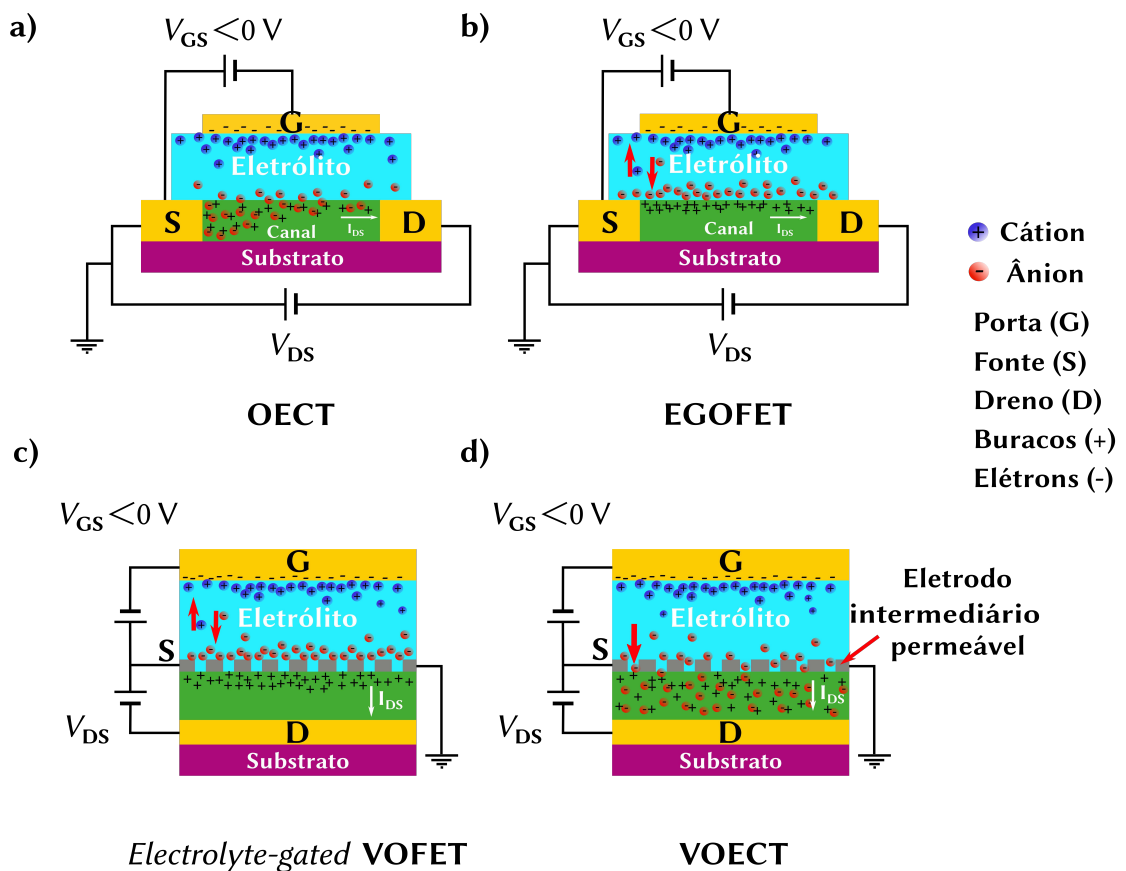 a)
V_GS<0 V
G
Eletrólito
S
D
Canal
I_DS
Substrato
V_DS
OECT
b)
V_GS<0 V
G
Eletrólito
S
D
Canal
I_DS
Substrato
V_DS
EGOFET
+ Cátion
- Ânion
Porta (G)
Fonte (S)
Dreno (D)
Buracos (+)
Elétrons (-)
c)
V_GS<0 V
G
Eletrólito
S
I_DS
V_DS
D
Substrato
Electrolyte-gated VOFET
d)
V_GS<0 V
G
Eletrólito
S
I_DS
V_DS
D
Substrato
Eletrodo
intermediário
permeável
VOECT